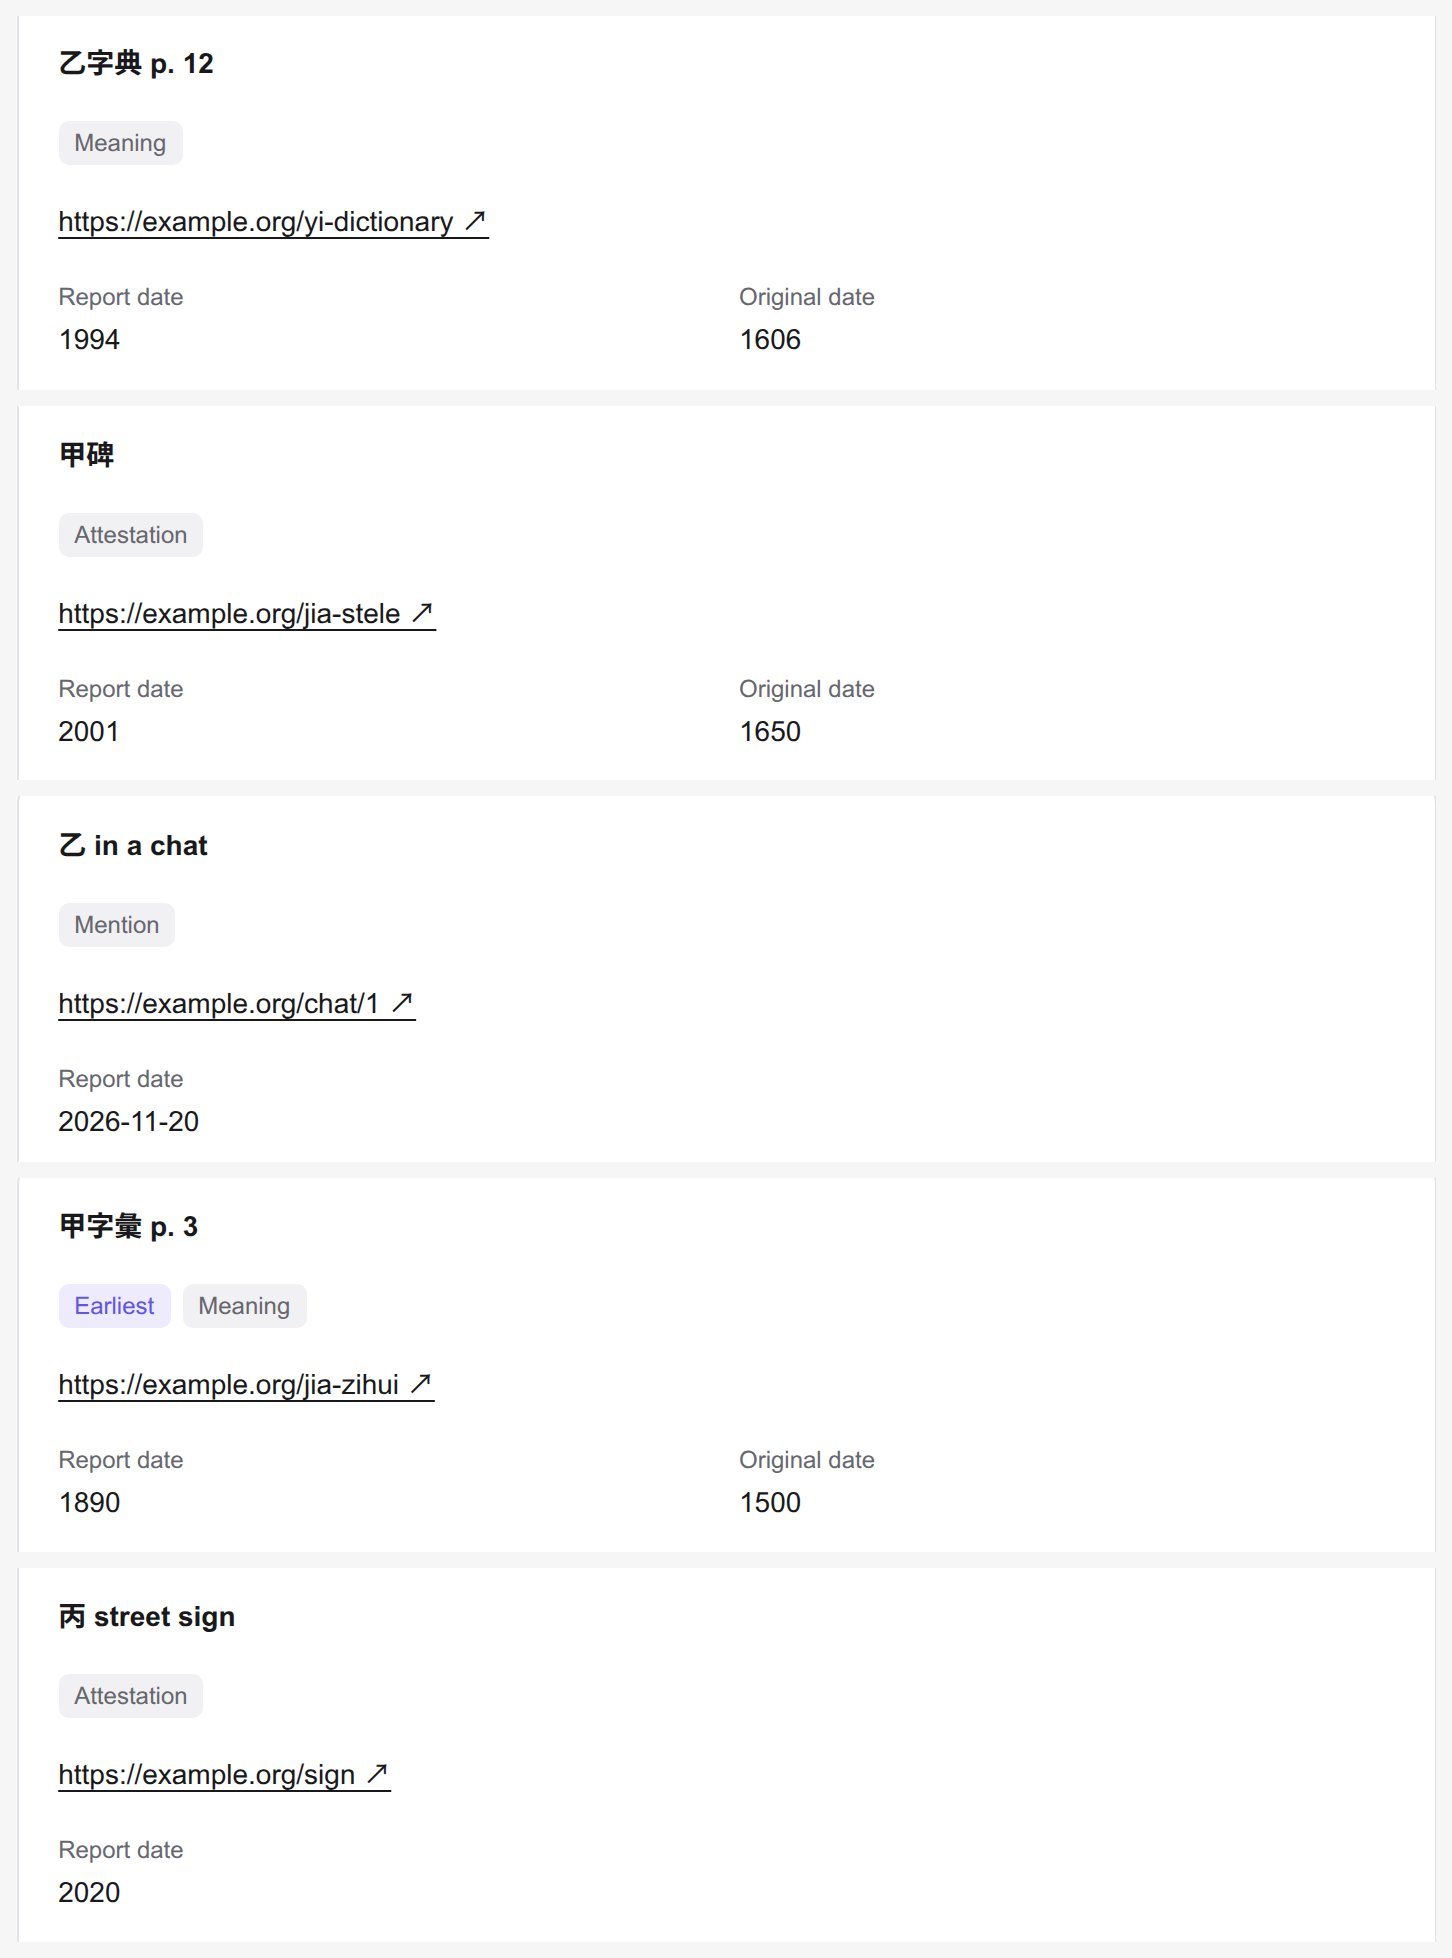 乙字典 p. 12
Meaning
https://example.org/yi-dictionary ↗
Report date
1994
Original date
1606
甲碑
Attestation
https://example.org/jia-stele ↗
Report date
2001
Original date
1650
乙 in a chat
Mention
https://example.org/chat/1 ↗
Report date
2026-11-20
甲字彙 p. 3
Earliest
Meaning
https://example.org/jia-zihui ↗
Report date
1890
Original date
1500
丙 street sign
Attestation
https://example.org/sign ↗
Report date
2020